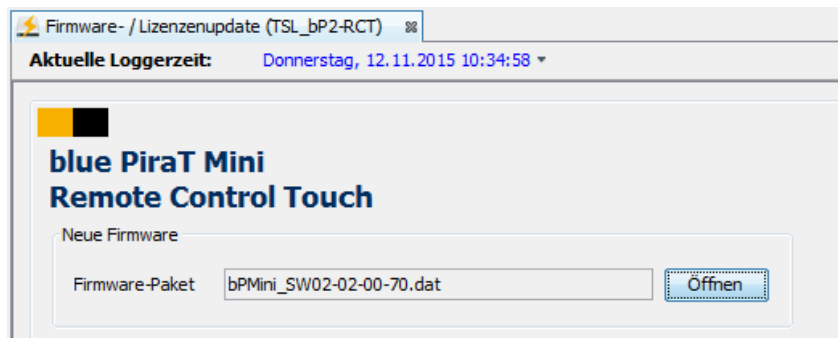 Firmware- / Lizenzenupdate (TSL_bP2-RCT)
Aktuelle Loggerzeit: Donnerstag, 12.11.2015 10:34:58
blue PiraT Mini
Remote Control Touch
Neue Firmware
Firmware-Paket bPMini_SW02-02-00-70.dat Öffnen